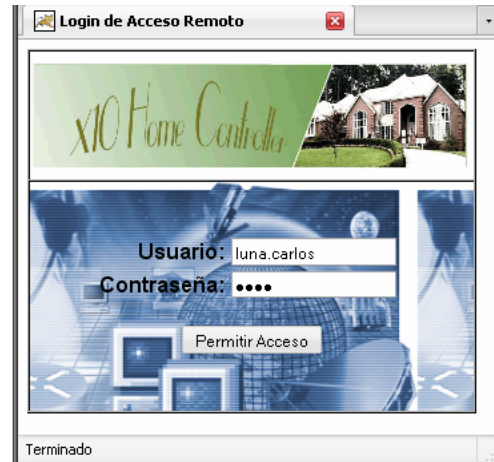 Login de Acceso Remoto
x10 Home Controller
Usuario: luna.carlos
Contraseña: ●●●●
Permitir Acceso
Terminado